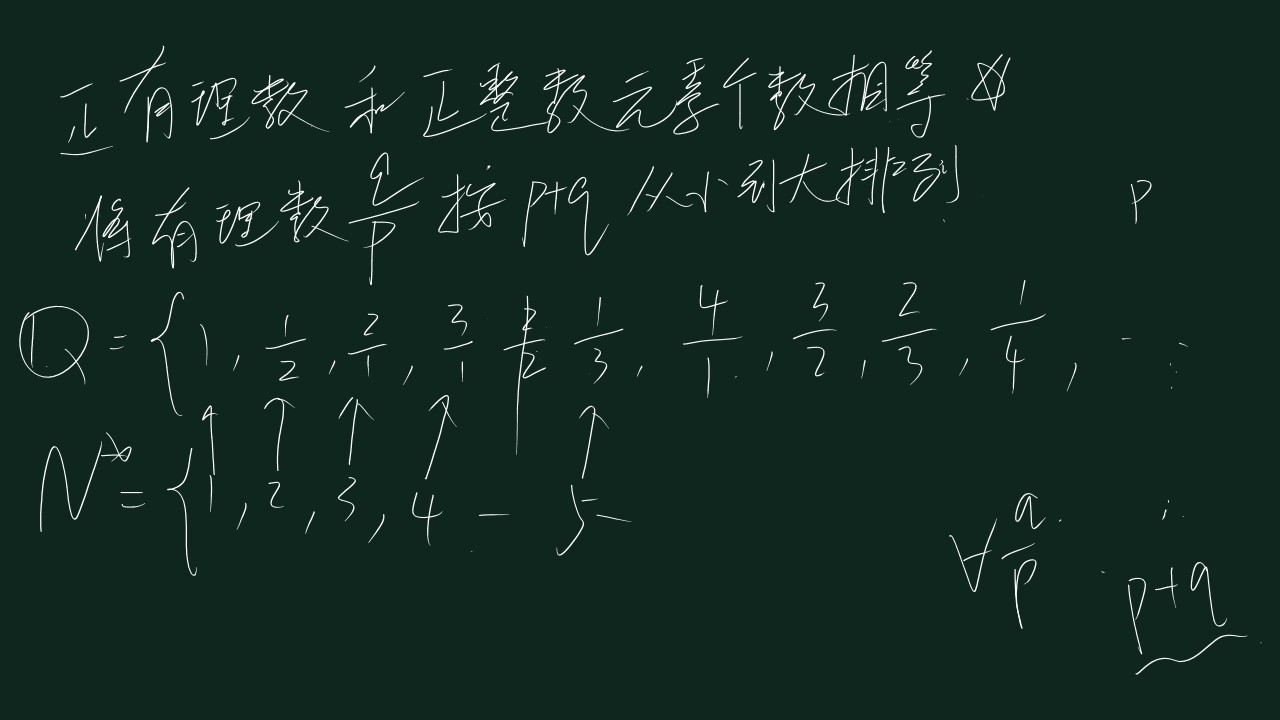 正有理数和正整数元素个数相等
将有理数 q/p 按 p+q 从小到大排列
p
Q = { 1, 1/2, 2/1, 3/1, 1/3, 4/1, 3/2, 2/3, 1/4, ...
N* = { 1, 2, 3, 4 - 5
∀ q/p p+q